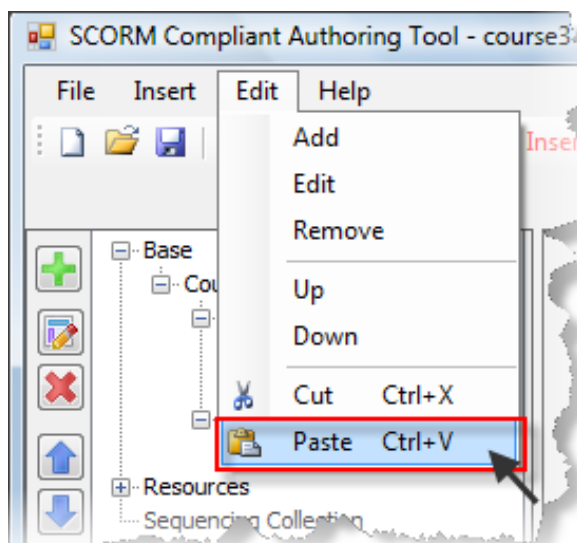 SCORM Compliant Authoring Tool - course3
File Insert Edit Help
Add
Edit
Remove
Up
Down
Cut Ctrl+X
Paste Ctrl+V
Base
Resources
Sequencing Collection